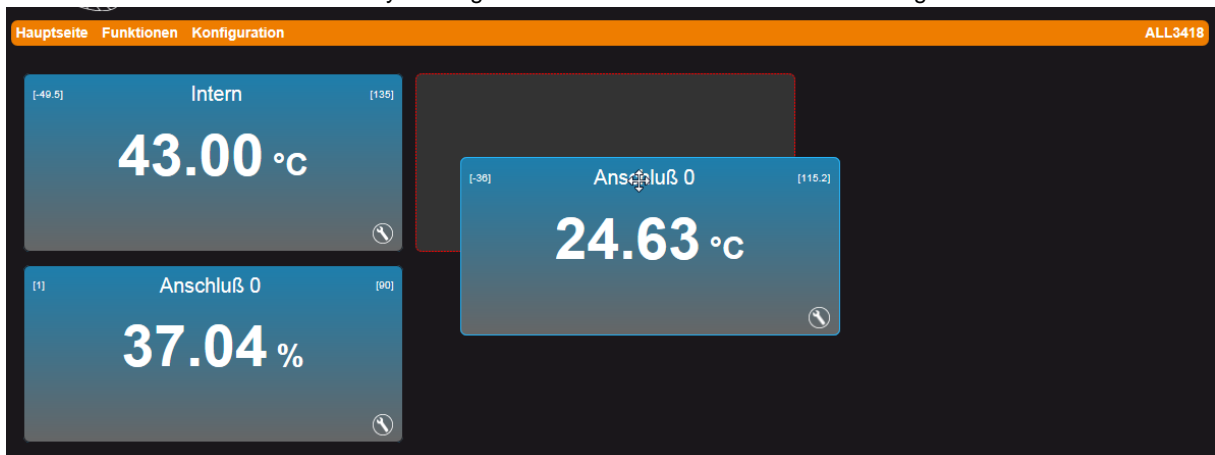 Hauptseite Funktionen Konfiguration ALL3418
[-49.5] Intern [135]
43.00 °C
[-36] Anschluß 0 [115.2]
24.63 °C
[1] Anschluß 0 [90]
37.04 %